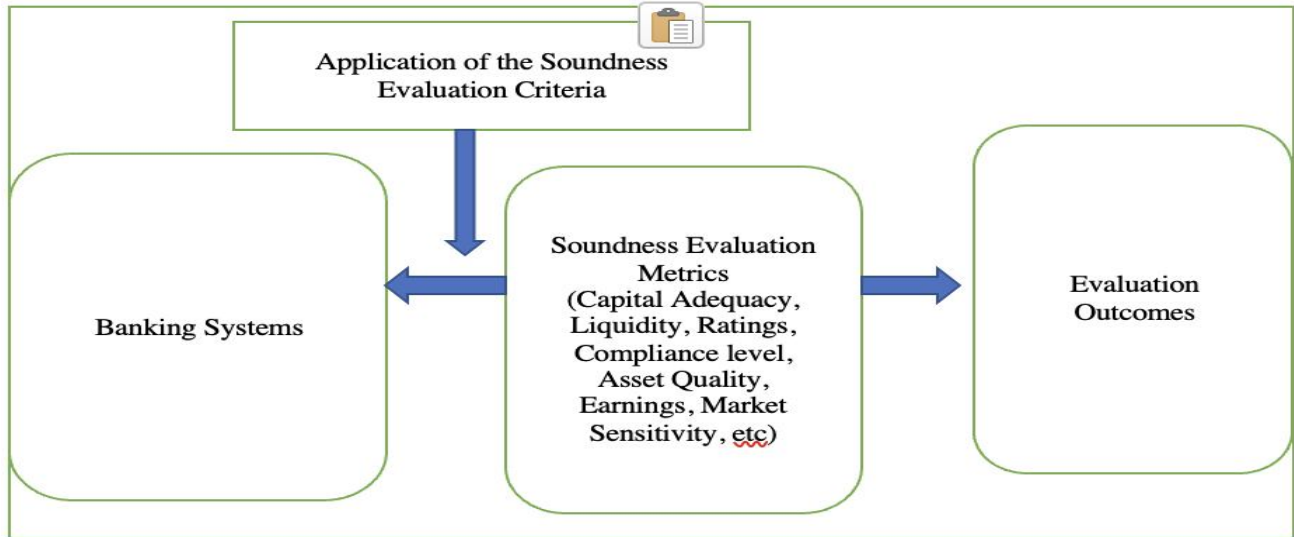 Application of the Soundness
Evaluation Criteria
Banking Systems
Soundness Evaluation
Metrics
(Capital Adequacy,
Liquidity, Ratings,
Compliance level,
Asset Quality,
Earnings, Market
Sensitivity, etc)
Evaluation
Outcomes